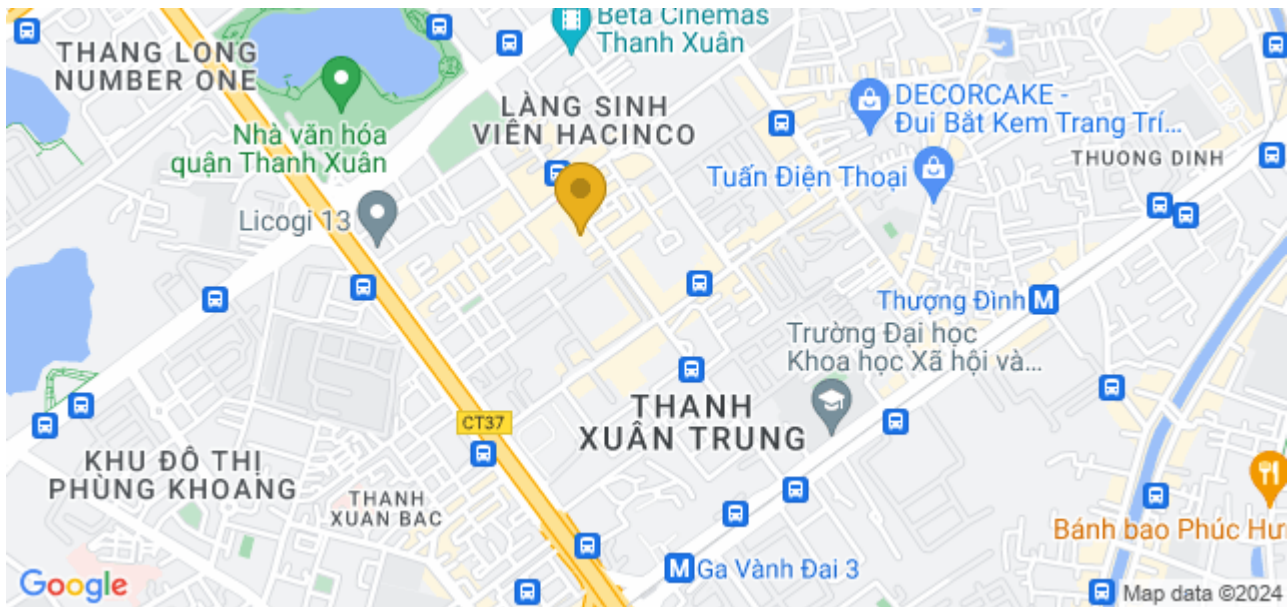 Beta Cinemas
Thanh Xuân
THANG LONG
NUMBER ONE
LÀNG SINH
VIÊN HACINCO
DECORCAKE -
Đui Bắt Kem Trang Trí...
Nhà văn hóa
quận Thanh Xuân
THUONG DINH
Tuấn Điện Thoại
Licogi 13
Thượng Đình M
Trường Đại học
Khoa học Xã hội và...
THANH
XUÂN TRUNG
CT37
KHU ĐÔ THỊ
PHÙNG KHOANG
THANH
XUAN BAC
Bánh bao Phúc Hư
M Ga Vành Đai 3
Google
Map data ©2024